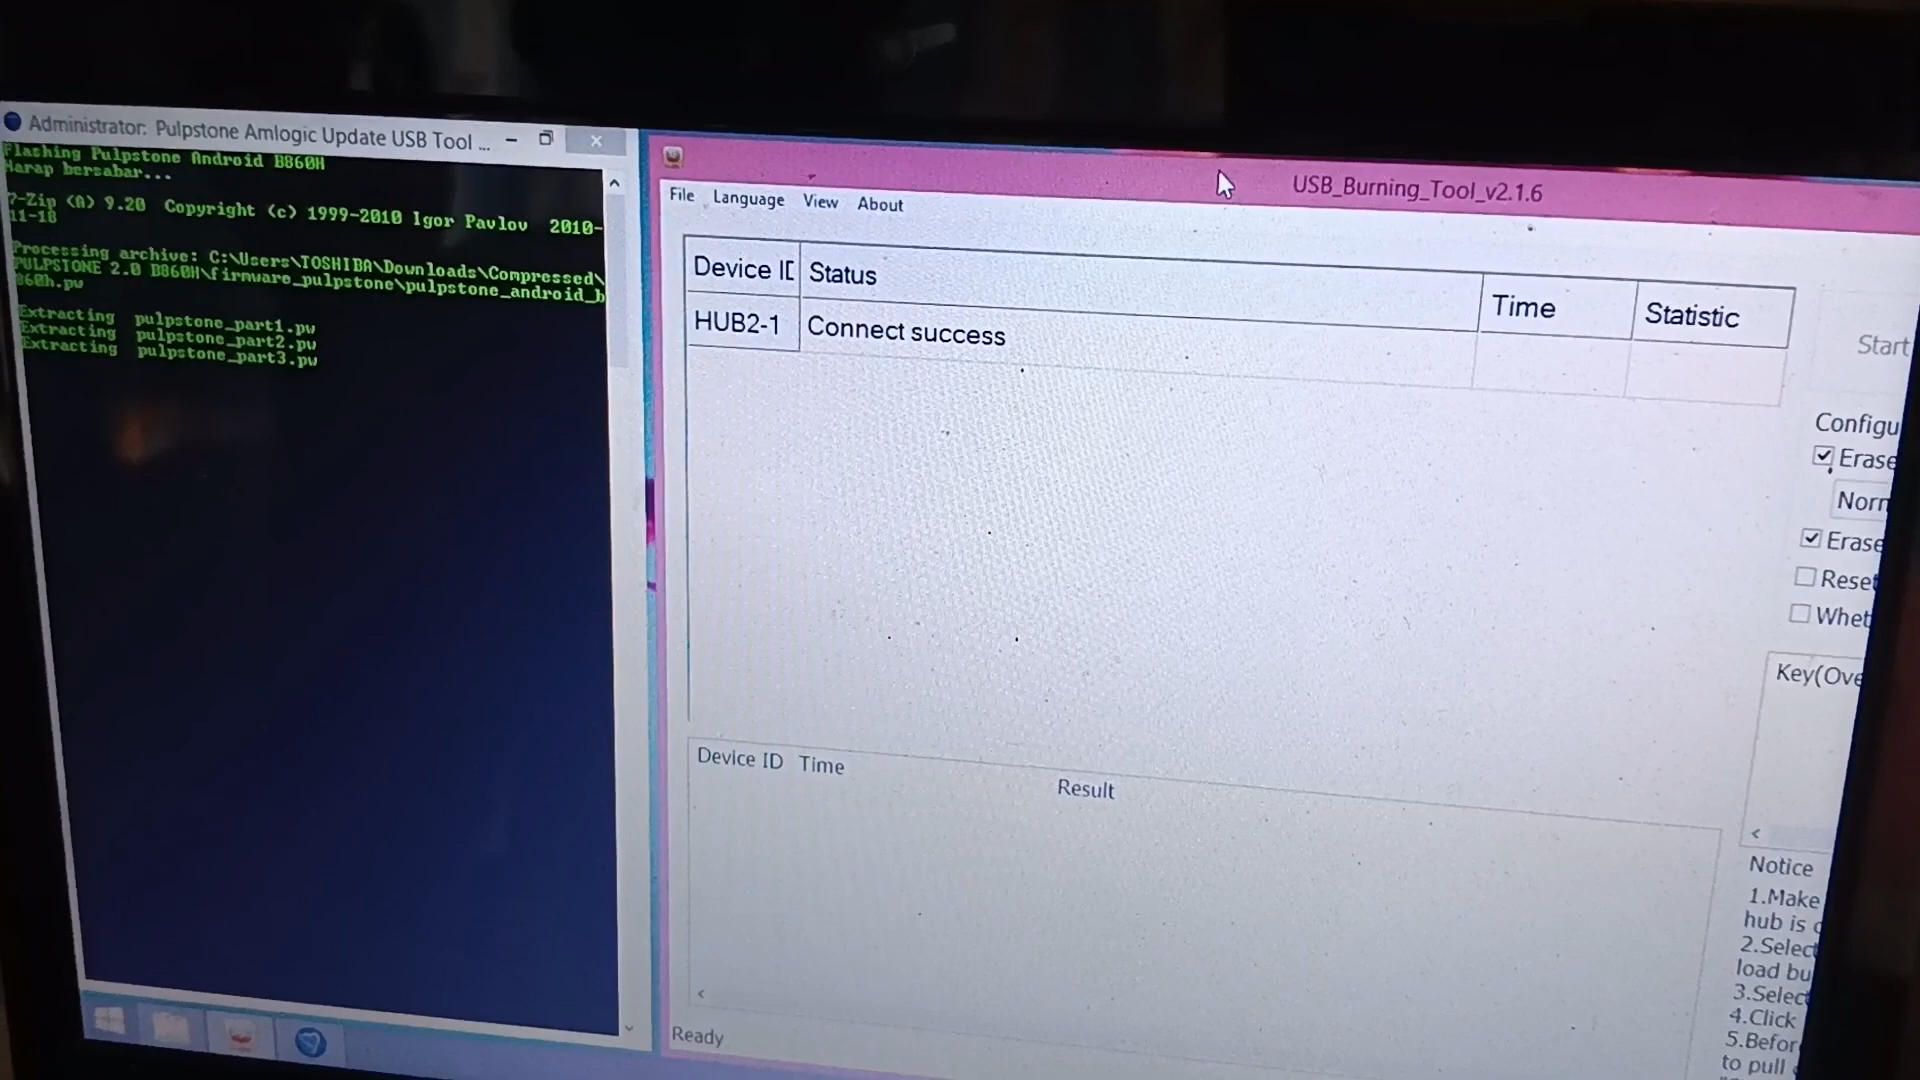 Administrator: Pulpstone Amlogic Update USB Tool ...
Flashing Pulpstone Android B860H
Harap bersabar...
7-Zip (A) 9.20 Copyright (c) 1999-2010 Igor Pavlov 2010-
11-18
Processing archive: C:\Users\TOSHIBA\Downloads\Compressed\
PULPSTONE 2.0 B860H\firmware_pulpstone\pulpstone_android_b
860h.pw
Extracting pulpstone_part1.pw
Extracting pulpstone_part2.pw
Extracting pulpstone_part3.pw
USB_Burning_Tool_v2.1.6
File Language View About
Device ID Status Time Statistic
HUB2-1 Connect success
Start
Configu
Erase
Norm
Erase
Reset
Whet
Key(Ove
Device ID Time Result
Notice
1.Make
hub is
2.Select
load bu
3.Select
4.Click
5.Befor
to pull
Ready